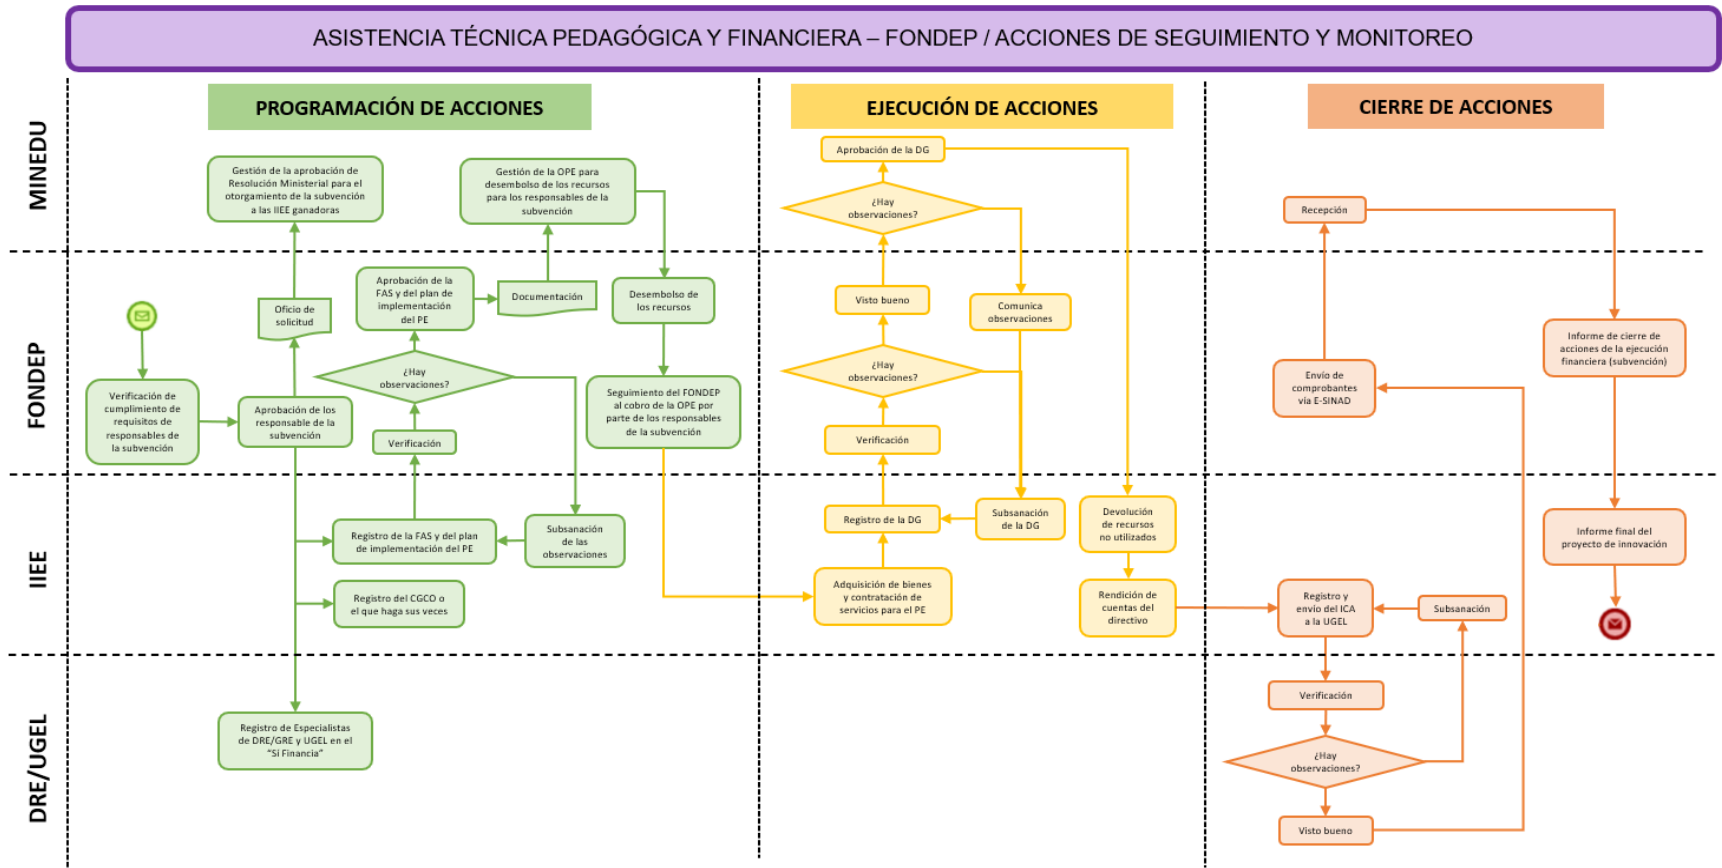 ASISTENCIA TÉCNICA PEDAGÓGICA Y FINANCIERA – FONDEP / ACCIONES DE SEGUIMIENTO Y MONITOREO
PROGRAMACIÓN DE ACCIONES
EJECUCIÓN DE ACCIONES
CIERRE DE ACCIONES
MINEDU
Gestión de la aprobación de
Resolución Ministerial para el
otorgamiento de la subvención
a las IIEE ganadoras
Gestión de la OPE para
desembolso de los recursos
para los responsables de la
subvención
Aprobación de la DG
¿Hay
observaciones?
Recepción
FONDEP
Oficio de
solicitud
Aprobación de la
FAS y del plan de
implementación
del PE
Documentación
Desembolso de
los recursos
¿Hay
observaciones?
Verificación de
cumplimiento de
requisitos de
responsables de
la subvención
Aprobación de los
responsable de la
subvención
Verificación
Seguimiento del FONDEP
al cobro de la OPE por
parte de los responsables
de la subvención
Visto bueno
Comunica
observaciones
¿Hay
observaciones?
Verificación
Envío de
comprobantes
vía E-SINAD
Informe de cierre de
acciones de la ejecución
financiera (subvención)
IIEE
Registro de la FAS y del plan
de implementación del PE
Subsanación
de las
observaciones
Registro del CGCO o
el que haga sus veces
Registro de la DG
Subsanación
de la DG
Devolución
de recursos
no utilizados
Adquisición de bienes
y contratación de
servicios para el PE
Rendición de
cuentas del
directivo
Registro y
envío del ICA
a la UGEL
Subsanación
Informe final del
proyecto de innovación
DRE/UGEL
Registro de Especialistas
de DRE/GRE y UGEL en el
"Sí Financia"
Verificación
¿Hay
observaciones?
Visto bueno